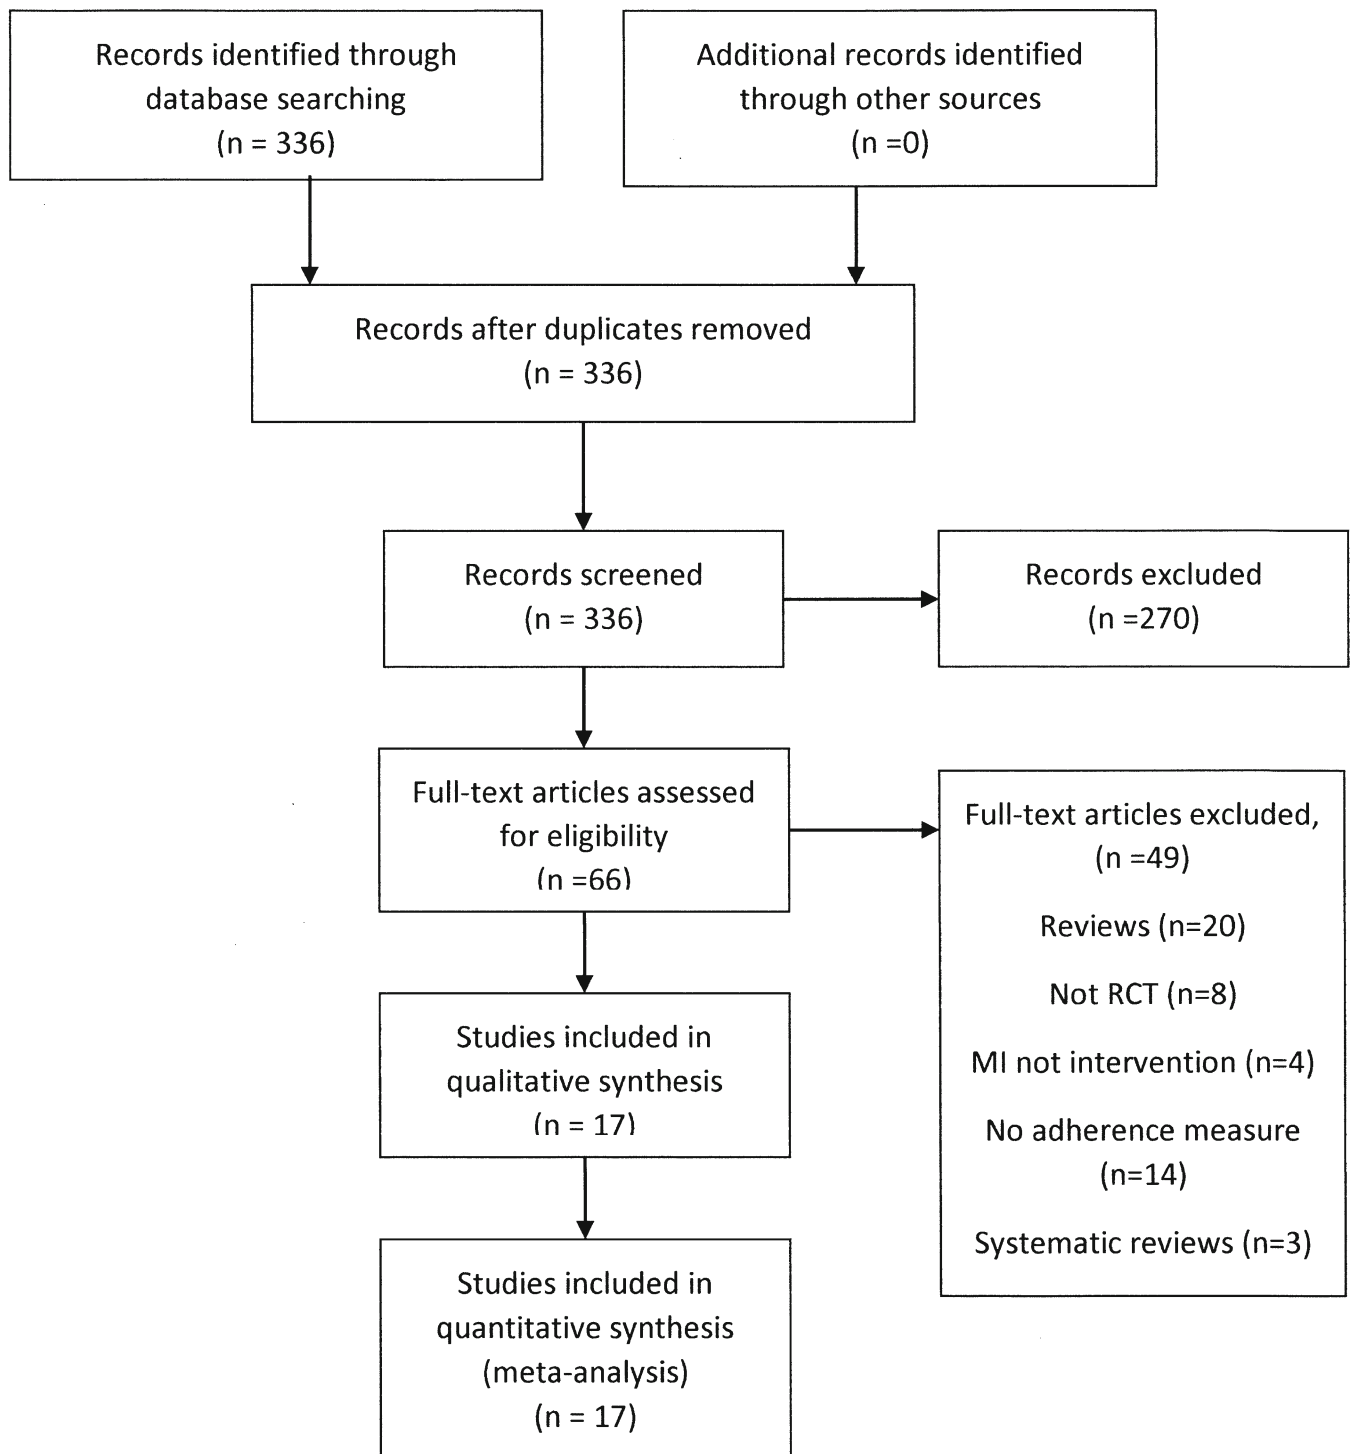 Records identified through
database searching
(n = 336)
Additional records identified
through other sources
(n =0)
Records after duplicates removed
(n = 336)
Records screened
(n = 336)
Records excluded
(n =270)
Full-text articles assessed
for eligibility
(n =66)
Full-text articles excluded,
(n =49)
Reviews (n=20)
Not RCT (n=8)
MI not intervention (n=4)
No adherence measure
(n=14)
Systematic reviews (n=3)
Studies included in
qualitative synthesis
(n = 17)
Studies included in
quantitative synthesis
(meta-analysis)
(n = 17)